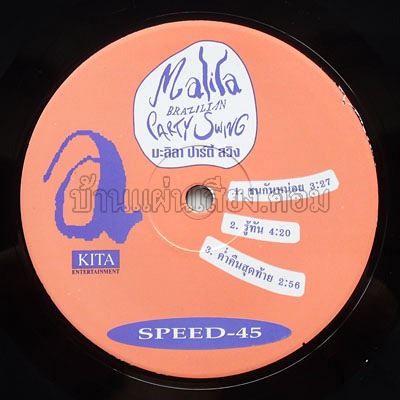 Malila
BRAZILIAN
PARTY SWING
มะลิลา ปาร์ตี้ สวิง
1. ชนกันหน่อย 3:27
2. รู้ทัน 4:20
3. ค่ำคืนสุดท้าย 2:56
บ้านแผ่นเสียง.คอม
a
KITA
ENTERTAINMENT
SPEED-45